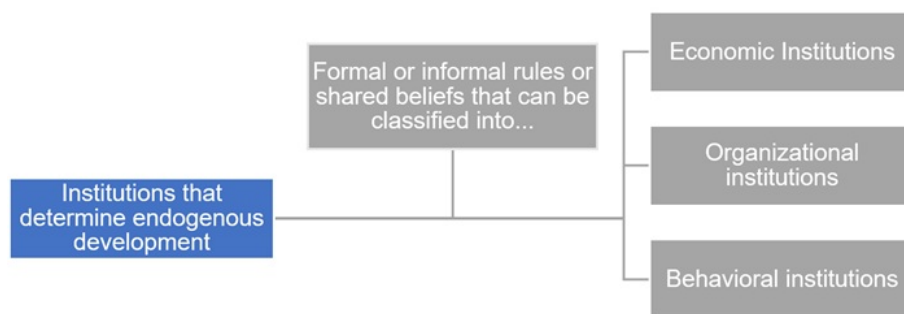 Formal or informal rules or
shared beliefs that can be
classified into...
Institutions that
determine endogenous
development
Economic Institutions
Organizational
institutions
Behavioral institutions